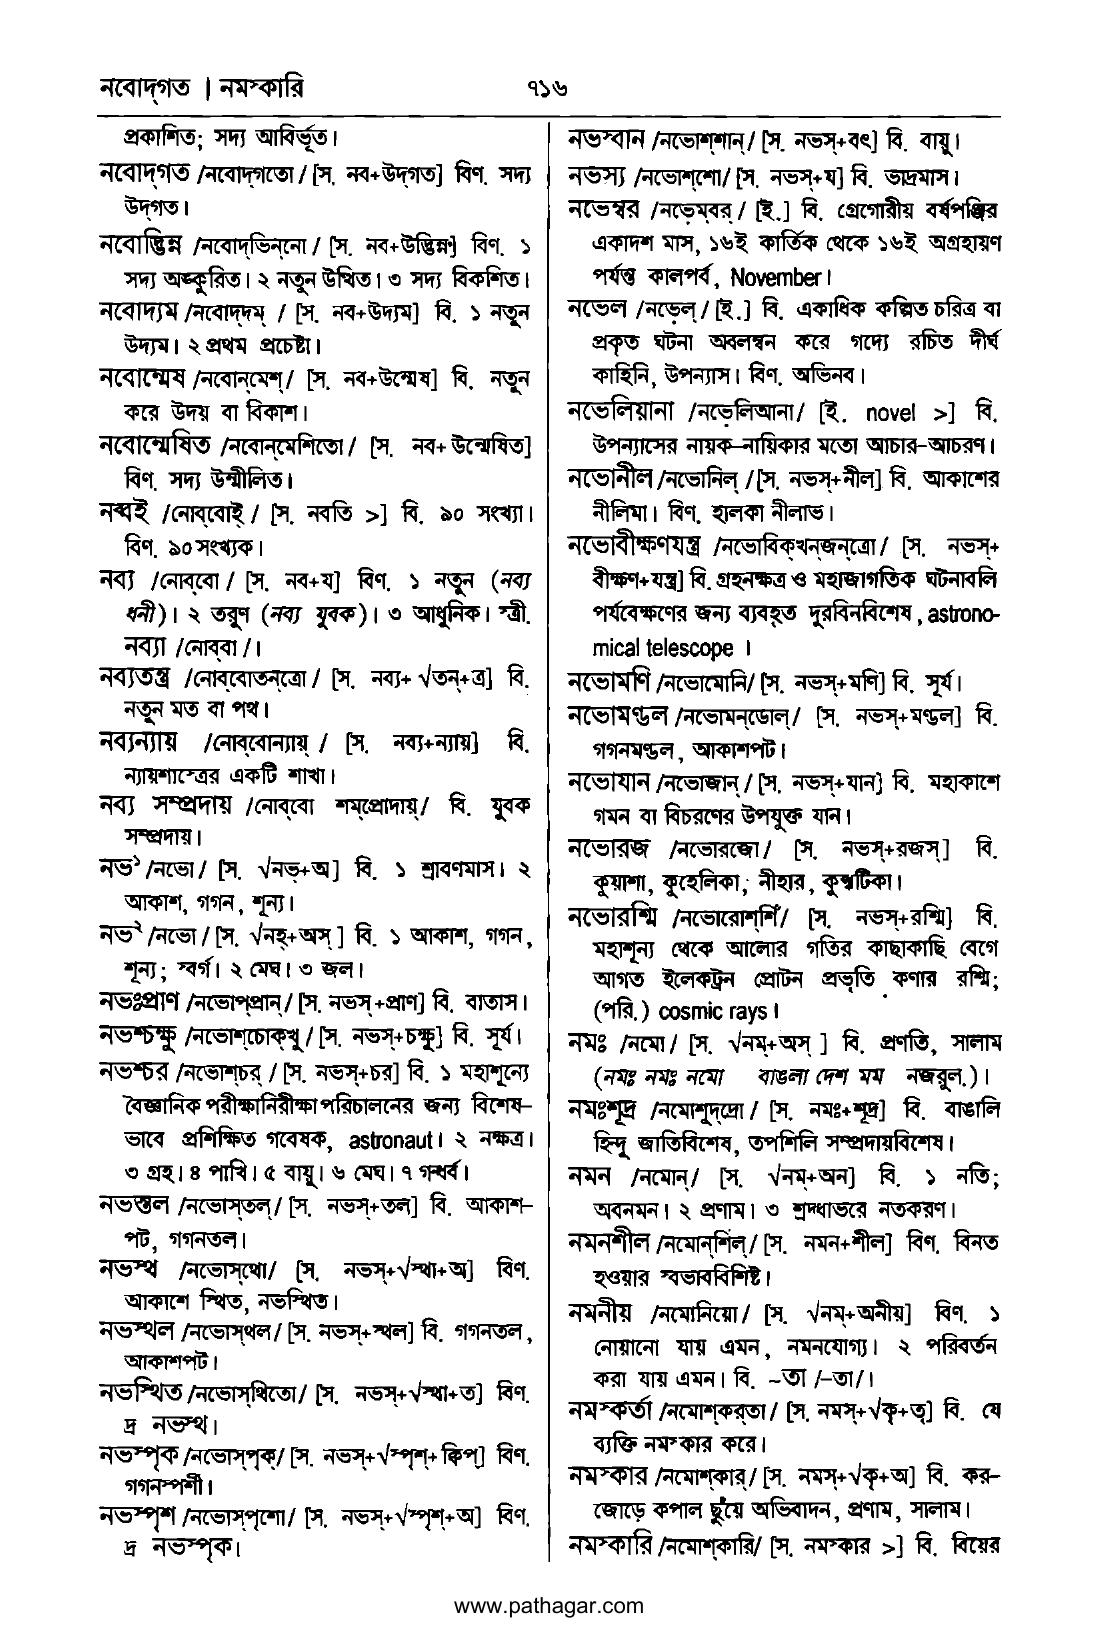 নবোদ্‌গত | নমস্কারি
৭১৬
প্রকাশিত; সদ্য আবির্ভূত।
নবোদ্‌গত /নবোদ্‌গতো / [স. নব+উদ্‌গত] বিণ. সদ্য
উদ্‌গত।
নবোদ্ভিন্ন /নবোদ্‌ভিন্‌নো / [স. নব+উদ্ভিন্ন] বিণ. ১
সদ্য অঙ্কুরিত। ২ নতুন উত্থিত। ৩ সদ্য বিকশিত।
নবোদ্যম /নবোদ্‌দম্‌ / [স. নব+উদ্যম] বি. ১ নতুন
উদ্যম। ২ প্রথম প্রচেষ্টা।
নবোন্মেষ /নবোন্‌মেশ্‌/ [স. নব+উন্মেষ] বি. নতুন
করে উদয় বা বিকাশ।
নবোন্মেষিত /নবোন্‌মেশিতো / [স. নব+ উন্মেষিত]
বিণ. সদ্য উন্মীলিত।
নব্বই /নোব্‌বোই / [স. নবতি >] বি. ৯০ সংখ্যা।
বিণ. ৯০ সংখ্যক।
নব্য /নোব্‌বো / [স. নব+য] বিণ. ১ নতুন (নব্য
ধনী)। ২ তরুণ (নব্য যুবক)। ৩ আধুনিক। স্ত্রী.
নব্যা /নোব্‌বা /।
নব্যতন্ত্র /নোব্‌বোতন্‌ত্রো / [স. নব্য+ √তন্‌+ত্র] বি.
নতুন মত বা পথ।
নব্যন্যায় /নোব্‌বোন্যায়্‌ / [স. নব্য+ন্যায়] বি.
ন্যায়শাস্ত্রের একটি শাখা।
নব্য সম্প্রদায় /নোব্‌বো শম্‌প্রোদায়্‌/ বি. যুবক
সম্প্রদায়।
নভ১ /নভো / [স. √নভ্‌+অ] বি. ১ শ্রাবণমাস। ২
আকাশ, গগন, শূন্য।
নভ২ /নভো / [স. √নহ্‌+অস্‌ ] বি. ১ আকাশ, গগন,
শূন্য; স্বর্গ। ২ মেঘ। ৩ জল।
নভঃপ্রাণ /নভোপ্‌প্রান্‌ / [স. নভস্‌+প্রাণ] বি. বাতাস।
নভশ্চক্ষু /নভোশ্‌চোক্‌খু / [স. নভস্‌+চক্ষু] বি. সূর্য।
নভশ্চর /নভোশ্‌চর্‌ / [স. নভস্‌+চর] বি. ১ মহাশূন্যে
বৈজ্ঞানিক পরীক্ষানিরীক্ষা পরিচালনের জন্য বিশেষ-
ভাবে প্রশিক্ষিত গবেষক, astronaut। ২ নক্ষত্র।
৩ গ্রহ। ৪ পাখি। ৫ বায়ু। ৬ মেঘ। ৭ গন্ধর্ব।
নভস্তল /নভোস্‌তল্‌ / [স. নভস্‌+তল] বি. আকাশ-
পট, গগনতল।
নভস্থ /নভোস্‌থো/ [স. নভস্‌+√স্থা+অ] বিণ.
আকাশে স্থিত, নভস্থিত।
নভস্থল /নভোস্‌থল / [স. নভস্‌+স্থল] বি. গগনতল,
আকাশপট।
নভস্থিত /নভোস্‌থিতো / [স. নভস্‌+√স্থা+ত] বিণ.
দ্র নভস্থ।
নভস্পৃক /নভোস্‌পৃক্‌/ [স. নভস্‌+√স্পৃশ্‌+ ক্বিপ্‌] বিণ.
গগনস্পর্শী।
নভস্পৃশ /নভোস্‌পৃশো/ [স. নভস্‌+√স্পৃশ্‌+অ] বিণ.
দ্র নভস্পৃক।
নভস্বান /নভোশ্‌শান্‌ / [স. নভস্‌+বৎ] বি. বায়ু।
নভস্য /নভোশ্‌শো/ [স. নভস্‌+য] বি. ভাদ্রমাস।
নভেম্বর /নভেম্‌বর্‌ / [ই.] বি. গ্রেগোরীয় বর্ষপঞ্জির
একাদশ মাস, ১৬ই কার্তিক থেকে ১৬ই অগ্রহায়ণ
পর্যন্ত কালপর্ব, November।
নভেল /নভেল্‌ / [ই.] বি. একাধিক কল্পিত চরিত্র বা
প্রকৃত ঘটনা অবলম্বন করে গদ্যে রচিত দীর্ঘ
কাহিনি, উপন্যাস। বিণ. অভিনব।
নভেলিয়ানা /নভেলিআনা/ [ই. novel >] বি.
উপন্যাসের নায়ক-নায়িকার মতো আচার-আচরণ।
নভোনীল /নভোনিল্‌ / [স. নভস্‌+নীল] বি. আকাশের
নীলিমা। বিণ. হালকা নীলাভ।
নভোবীক্ষণযন্ত্র /নভোবিক্‌খন্‌জন্‌ত্রো / [স. নভস্‌+
বীক্ষণ+যন্ত্র] বি. গ্রহনক্ষত্র ও মহাজাগতিক ঘটনাবলি
পর্যবেক্ষণের জন্য ব্যবহৃত দুরবিনবিশেষ, astrono-
mical telescope ।
নভোমণি /নভোমোনি/ [স. নভস্‌+মণি] বি. সূর্য।
নভোমণ্ডল /নভোমন্‌ডোল্‌/ [স. নভস্‌+মণ্ডল] বি.
গগনমণ্ডল, আকাশপট।
নভোযান /নভোজান্‌ / [স. নভস্‌+যান] বি. মহাকাশে
গমন বা বিচরণের উপযুক্ত যান।
নভোরজ /নভোরজো / [স. নভস্‌+রজস্‌] বি.
কুয়াশা, কুহেলিকা; নীহার, কুজ্ঝটিকা।
নভোরশ্মি /নভোরোশ্‌শিঁ/ [স. নভস্‌+রশ্মি] বি.
মহাশূন্য থেকে আলোর গতির কাছাকাছি বেগে
আগত ইলেকট্রন প্রোটন প্রভৃতি কণার রশ্মি;
(পরি.) cosmic rays।
নমঃ /নমো / [স. √নম্‌+অস্‌ ] বি. প্রণতি, সালাম
(নমঃ নমঃ নমো বাঙলা দেশ মম নজরুল.)।
নমঃশূদ্র /নমোশূদ্‌দ্রো / [স. নমঃ+শূদ্র] বি. বাঙালি
হিন্দু জাতিবিশেষ, তপশিলি সম্প্রদায়বিশেষ।
নমন /নমোন্‌/ [স. √নম্‌+অন] বি. ১ নতি;
অবনমন। ২ প্রণাম। ৩ শ্রদ্ধাভরে নতকরণ।
নমনশীল /নমোন্‌শিল্‌/ [স. নমন+শীল] বিণ. বিনত
হওয়ার স্বভাববিশিষ্ট।
নমনীয় /নমোনিয়ো / [স. √নম্‌+অনীয়] বিণ. ১
নোয়ানো যায় এমন, নমনযোগ্য। ২ পরিবর্তন
করা যায় এমন। বি. -তা /-তা/।
নমস্কর্তা /নমোশ্‌কর্‌তা / [স. নমস্‌+√কৃ+তৃ] বি. যে
ব্যক্তি নমস্কার করে।
নমস্কার /নমোশ্‌কার্‌ / [স. নমস্‌+√কৃ+অ] বি. কর-
জোড়ে কপাল ছুঁয়ে অভিবাদন, প্রণাম, সালাম।
নমস্কারি /নমোশ্‌কারি/ [স. নমস্কার >] বি. বিয়ের
www.pathagar.com